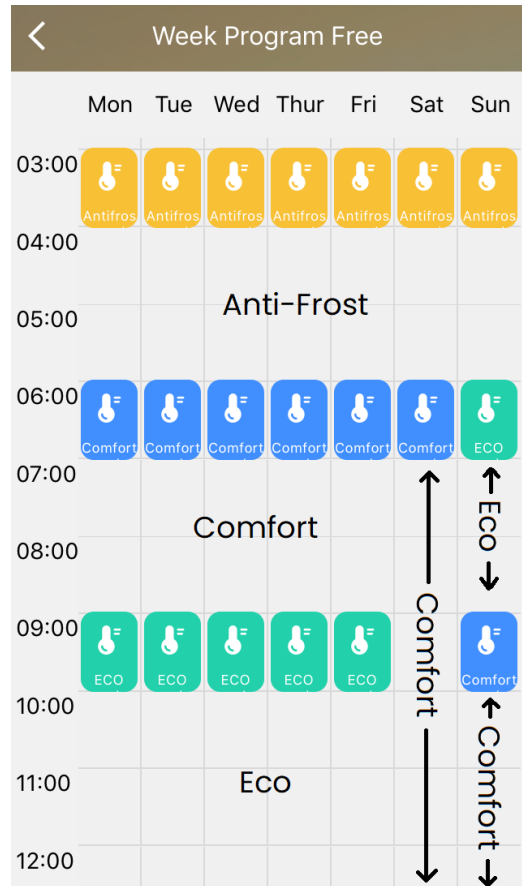 Week Program Free
Mon Tue Wed Thur Fri Sat Sun
03:00
Antifros Antifros Antifros Antifros Antifros Antifros Antifros
04:00
Anti-Frost
05:00
06:00
Comfort Comfort Comfort Comfort Comfort Comfort ECO
07:00
Comfort
Eco
08:00
09:00
ECO ECO ECO ECO ECO Comfort
Comfort
10:00
Comfort
11:00
Eco
12:00